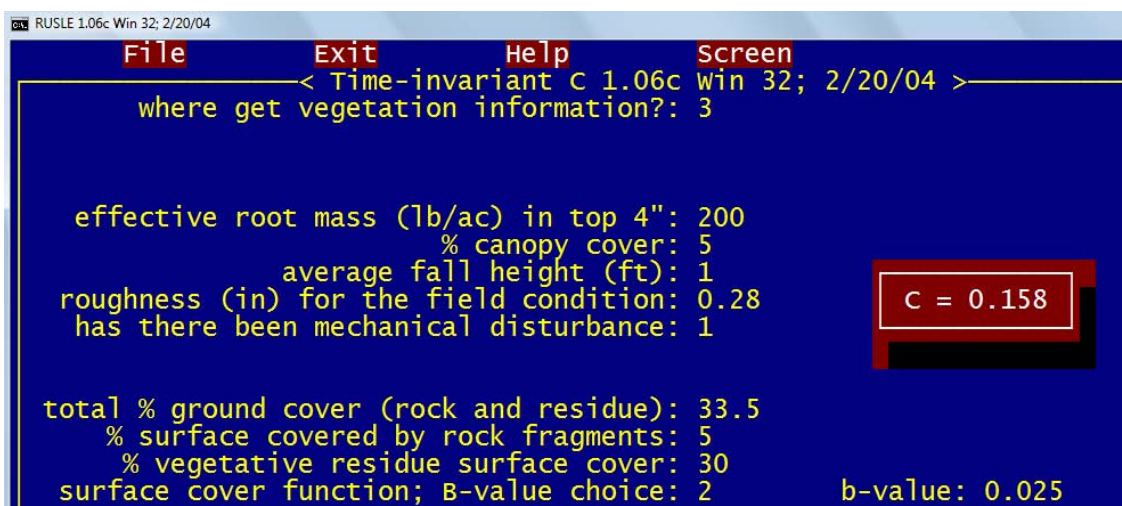 RUSLE 1.06c Win 32; 2/20/04
File Exit Help Screen
< Time-invariant C 1.06c Win 32; 2/20/04 >
where get vegetation information?: 3
effective root mass (lb/ac) in top 4": 200
% canopy cover: 5
average fall height (ft): 1
roughness (in) for the field condition: 0.28
C = 0.158
has there been mechanical disturbance: 1
total % ground cover (rock and residue): 33.5
% surface covered by rock fragments: 5
% vegetative residue surface cover: 30
surface cover function; B-value choice: 2 b-value: 0.025